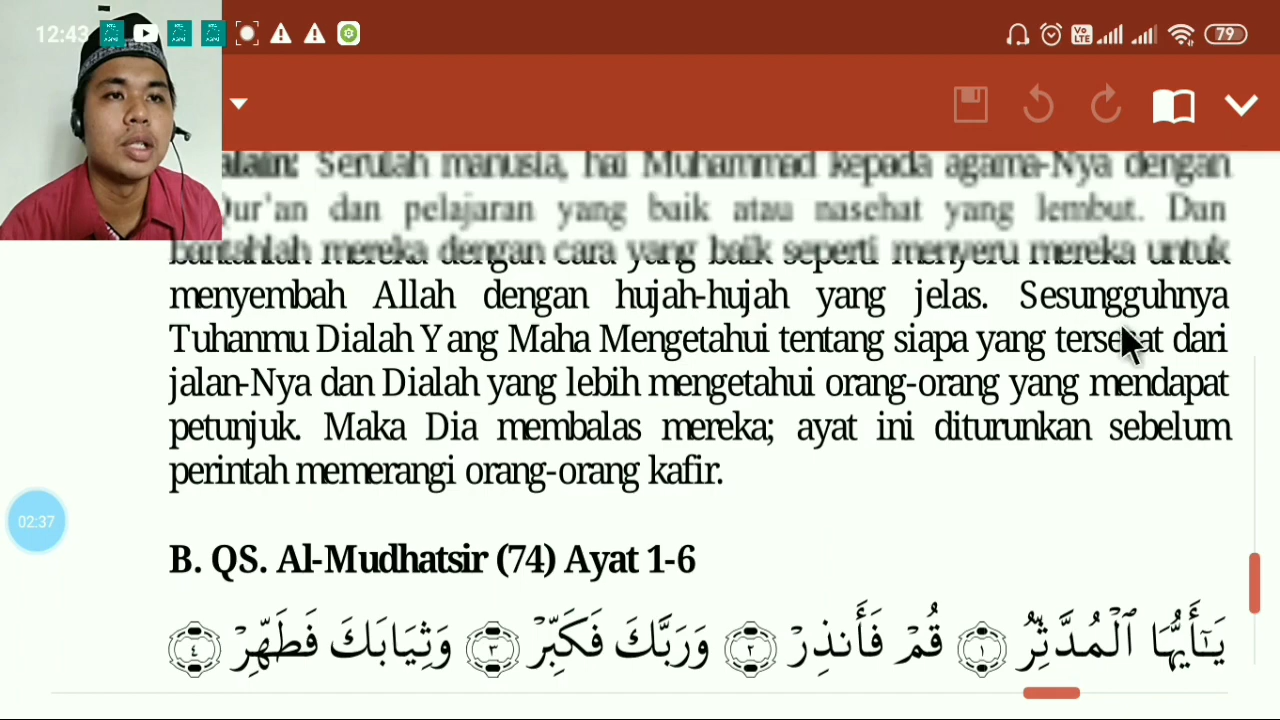 12:43
Vo LTE
79
alain: Serulah manusia, hai Muhammad kepada agama-Nya dengan
Qur'an dan pelajaran yang baik atau nasehat yang lembut. Dan
bantahlah mereka dengan cara yang baik seperti menyeru mereka untuk
menyembah Allah dengan hujah-hujah yang jelas. Sesungguhnya
Tuhanmu Dialah Yang Maha Mengetahui tentang siapa yang tersesat dari
jalan-Nya dan Dialah yang lebih mengetahui orang-orang yang mendapat
petunjuk. Maka Dia membalas mereka; ayat ini diturunkan sebelum
perintah memerangi orang-orang kafir.
02:37
B. QS. Al-Mudhatsir (74) Ayat 1-6
يَـٰٓأَيُّهَا ٱلْمُدَّثِّرُ ١ قُمْ فَأَنذِرْ ٢ وَرَبَّكَ فَكَبِّرْ ٣ وَثِيَابَكَ فَطَهِّرْ ٤